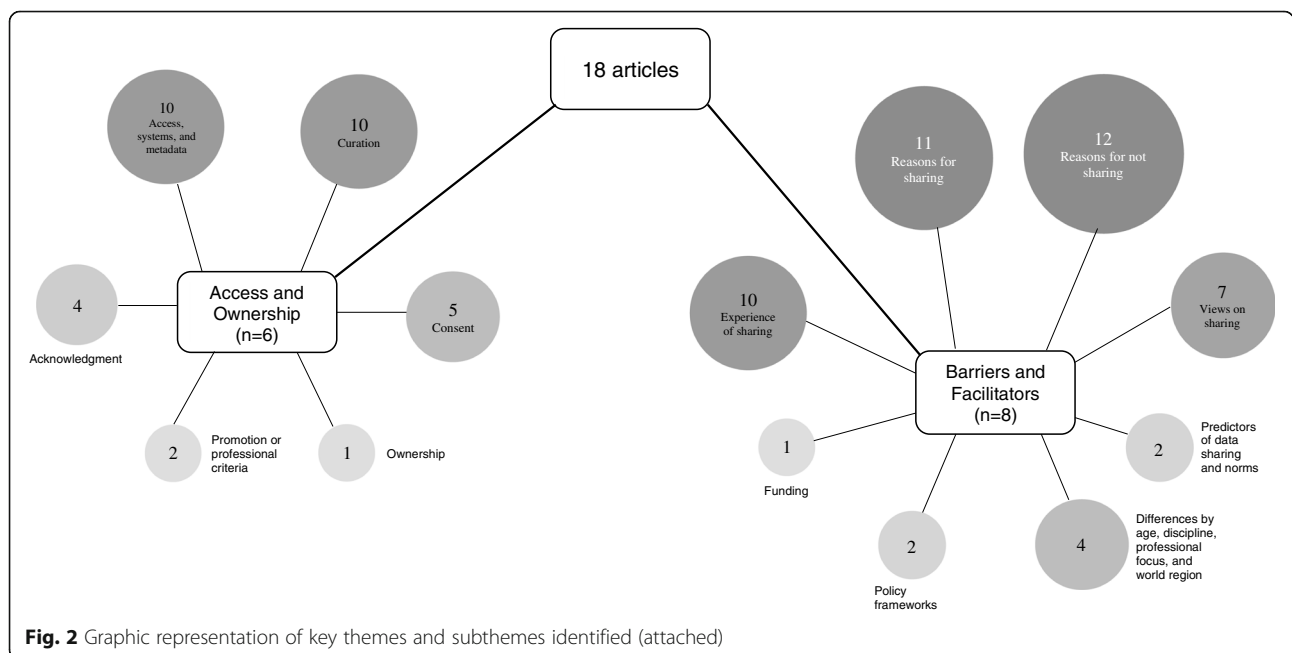 18 articles
10
Access,
systems, and
metadata
10
Curation
4
Acknowledgment
Access and
Ownership
(n=6)
5
Consent
2
Promotion or
professional
criteria
1
Ownership
11
Reasons for
sharing
12
Reasons for not
sharing
10
Experience
of sharing
7
Views on
sharing
Barriers and
Facilitators
(n=8)
1
Funding
2
Predictors
of data
sharing
and norms
2
Policy
frameworks
4
Differences by
age, discipline,
professional
focus, and
world region
Fig. 2 Graphic representation of key themes and subthemes identified (attached)